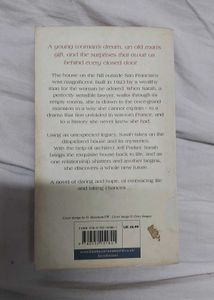 A young woman's dream, an old man's
gift, and the surprises that await us
behind every closed door
The house on the hill outside San Francisco
was magnificent. Built in 1923 by a wealthy
man for the woman he adored. When Sarah, a
perfectly sensible lawyer, walks through its
empty rooms, she is drawn to the once-grand
mansion in a way she cannot explain - to
a drama that first unfolded in wartime France, and
to a history she never knew she had.
Using an unexpected legacy, Sarah takes on the
dilapidated house and its mysteries.
With the help of architect Jeff Parker, Sarah
brings the exquisite house back to life, and as
one relationship shatters and another begins,
she discovers a whole new future
A novel of daring and hope, of embracing life
and taking chances
UK £6.99